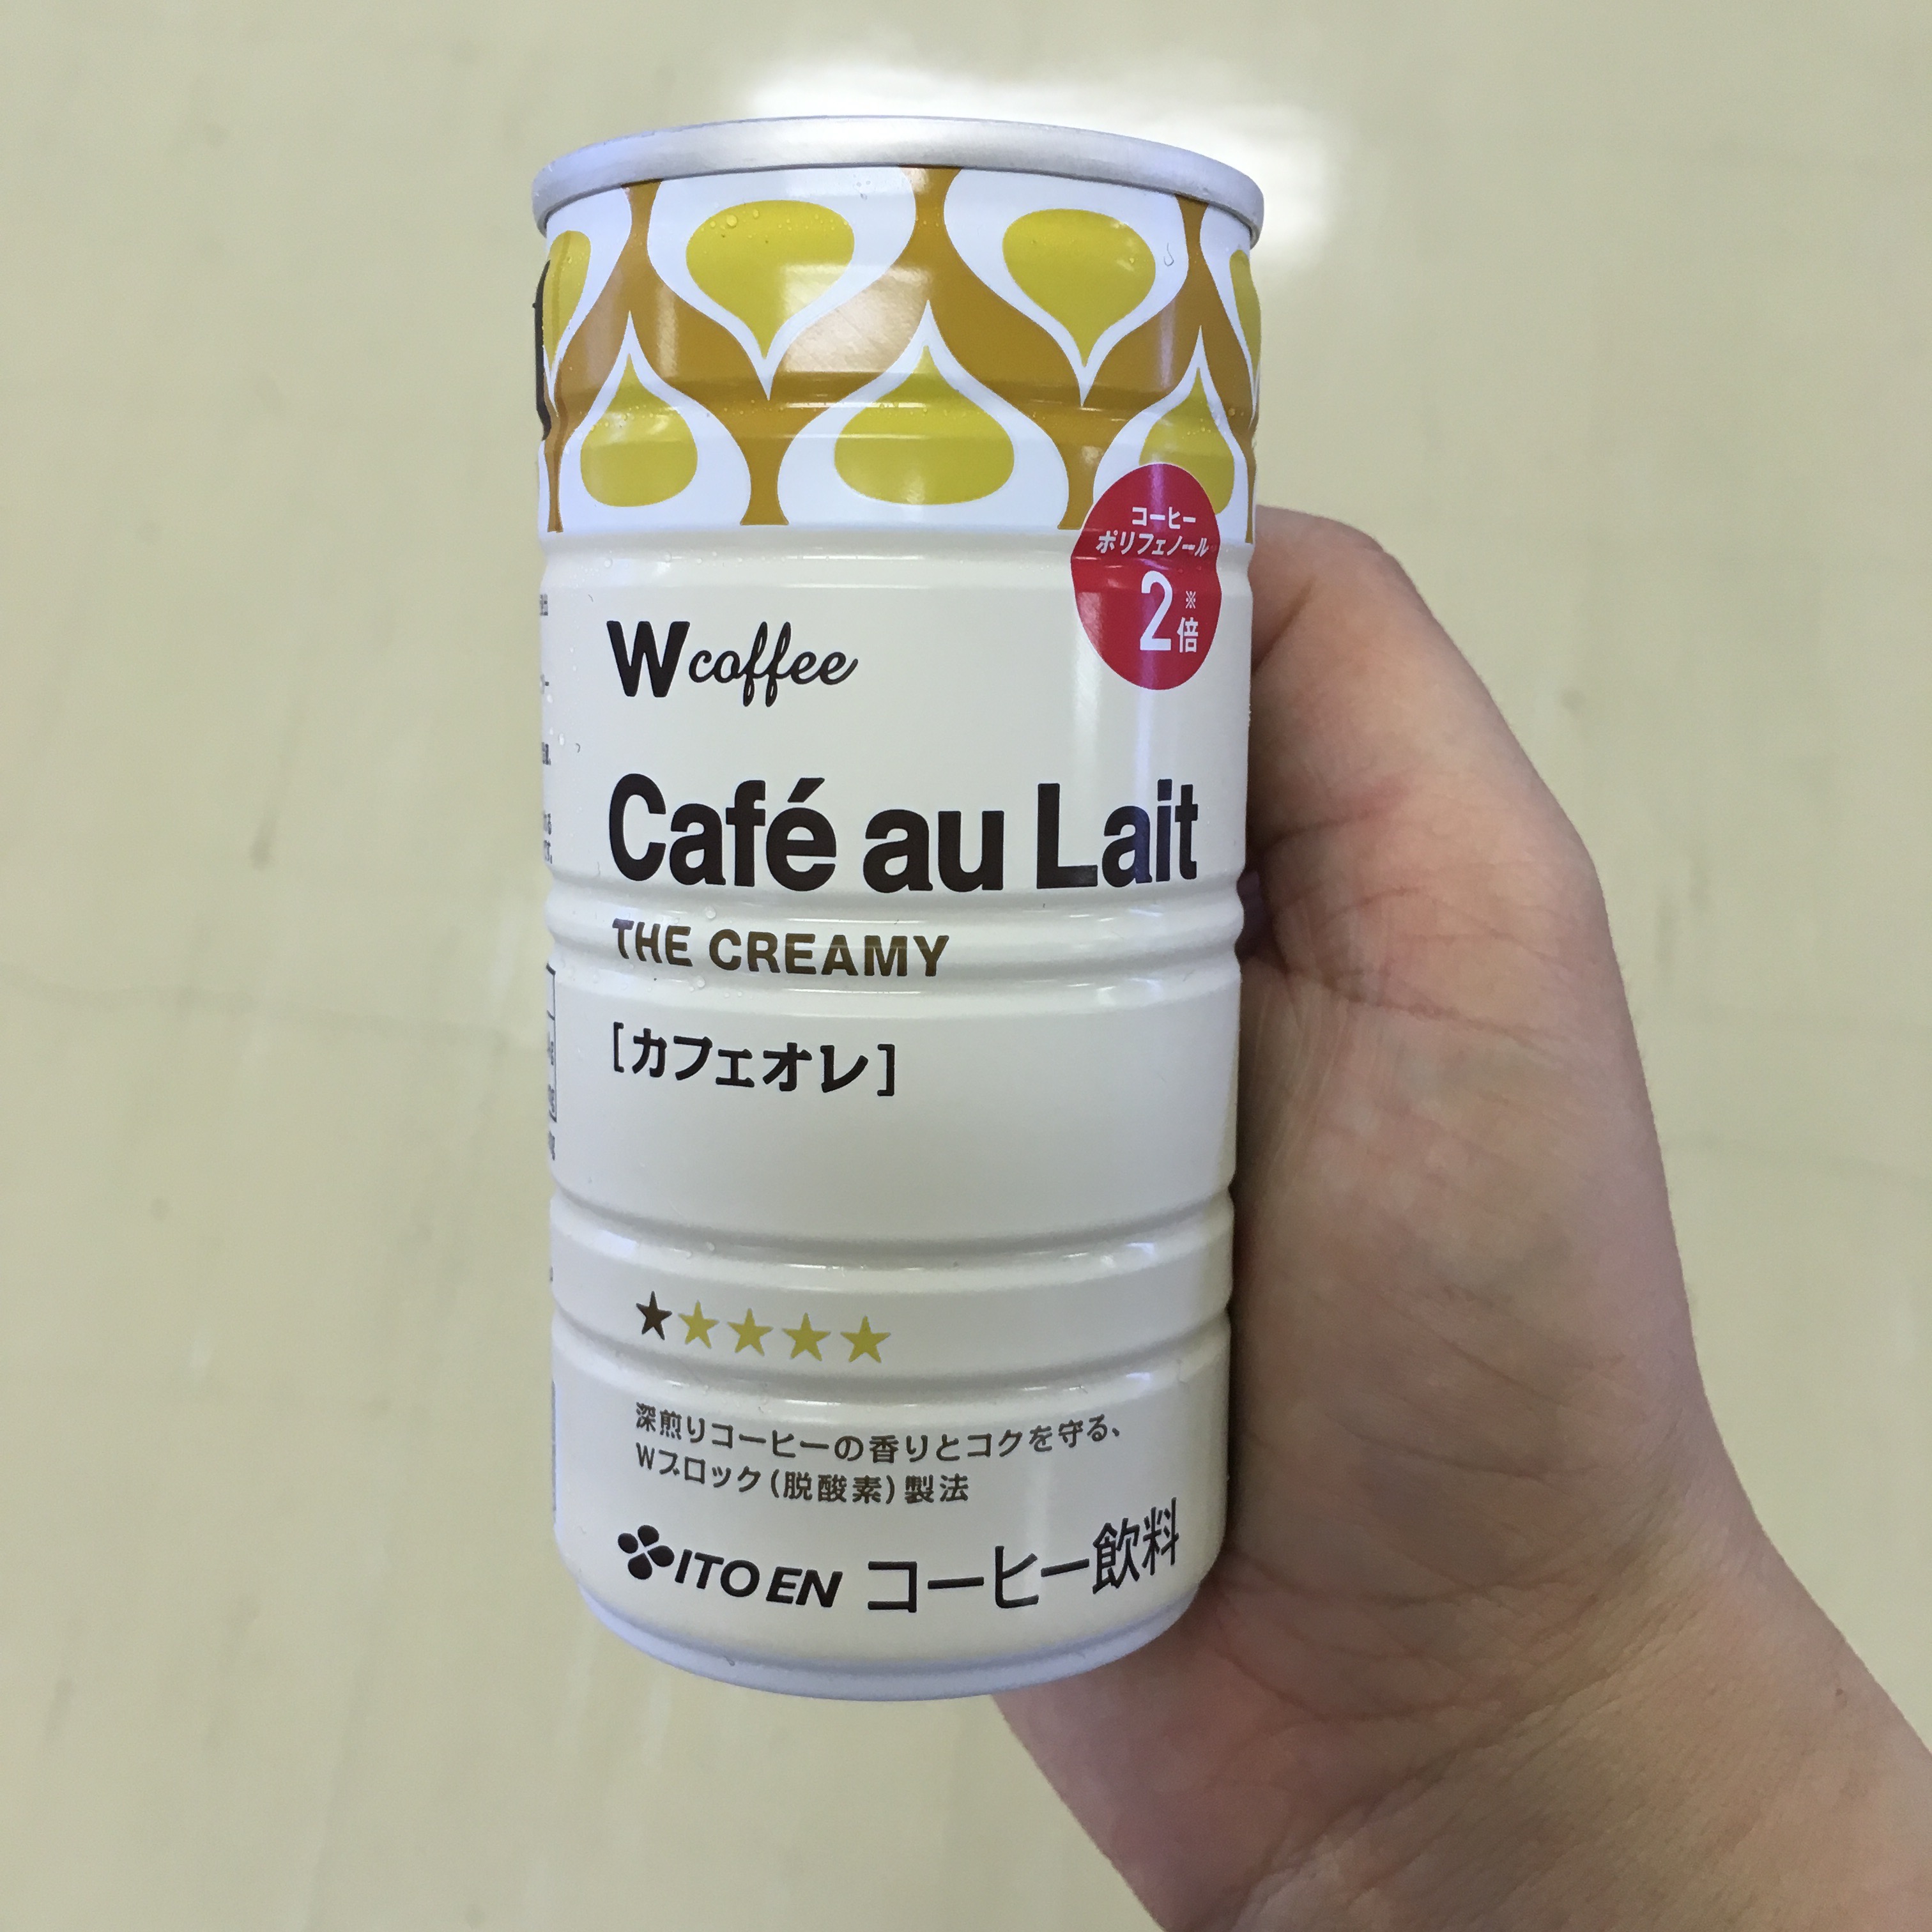 コーヒー
ポリフェノール
2※倍
W coffee
Café au Lait
THE CREAMY
[カフェオレ]
深煎りコーヒーの香りとコクを守る、
Wブロック(脱酸素)製法
ITO EN コーヒー飲料